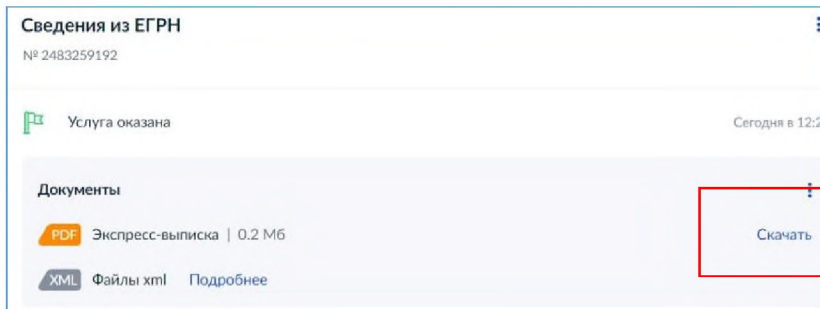 Сведения из ЕГРН
№ 2483259192
Услуга оказана Сегодня в 12:2
Документы
PDF Экспресс-выписка | 0.2 Мб Скачать
XML Файлы xml Подробнее